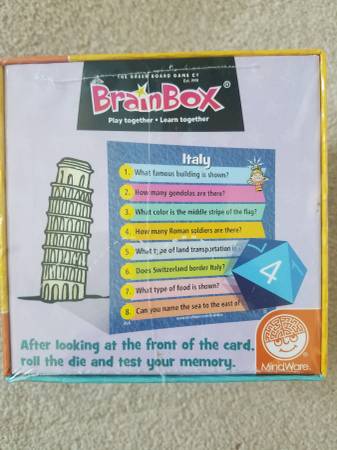 THE GREEN BOARD GAME CO
BrainBox®
Play together • Learn together
Italy
1. What famous building is shown?
2. How many gondolas are there?
3. What color is the middle stripe of the flag?
4. How many Roman soldiers are there?
5. What type of land transportation is
6. Does Switzerland border Italy?
7. What type of food is shown?
8. Can you name the sea to the east of
4
After looking at the front of the card,
roll the die and test your memory.
MindWare